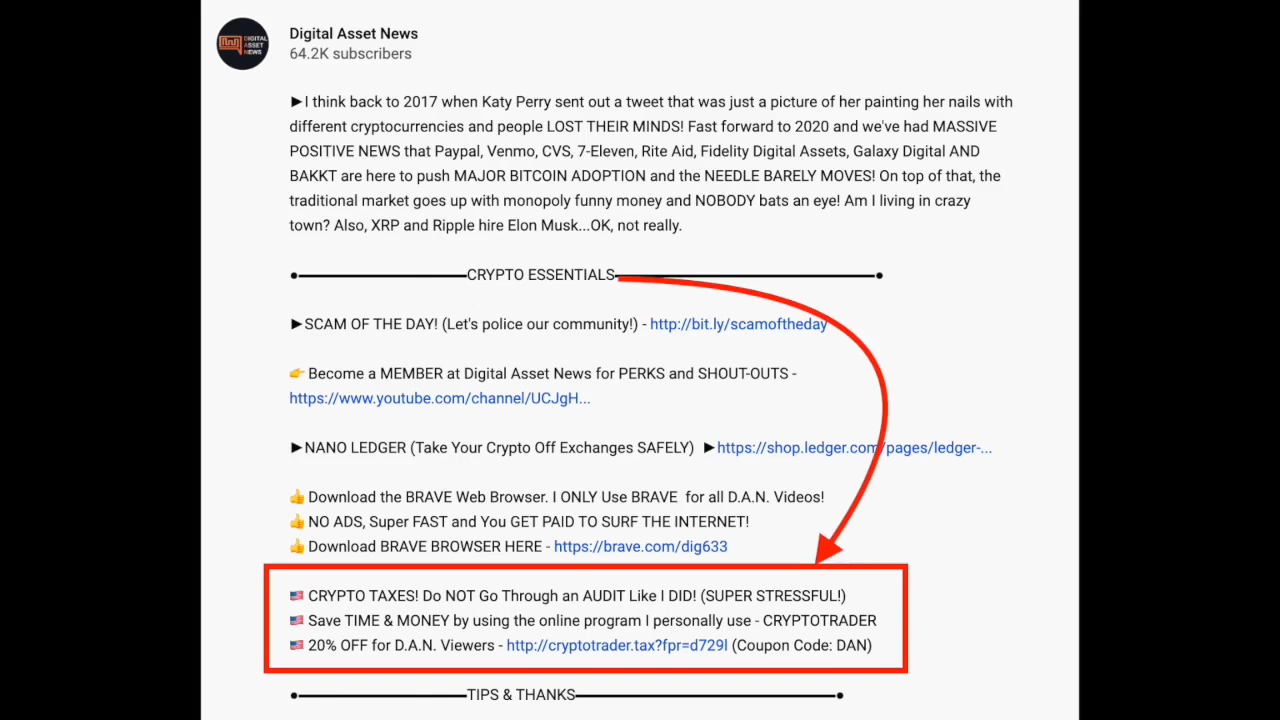 DIGITAL
ASSET
NEWS
Digital Asset News
64.2K subscribers
►I think back to 2017 when Katy Perry sent out a tweet that was just a picture of her painting her nails with
different cryptocurrencies and people LOST THEIR MINDS! Fast forward to 2020 and we've had MASSIVE
POSITIVE NEWS that Paypal, Venmo, CVS, 7-Eleven, Rite Aid, Fidelity Digital Assets, Galaxy Digital AND
BAKKT are here to push MAJOR BITCOIN ADOPTION and the NEEDLE BARELY MOVES! On top of that, the
traditional market goes up with monopoly funny money and NOBODY bats an eye! Am I living in crazy
town? Also, XRP and Ripple hire Elon Musk...OK, not really.
CRYPTO ESSENTIALS
►SCAM OF THE DAY! (Let's police our community!) - http://bit.ly/scamoftheday
👉 Become a MEMBER at Digital Asset News for PERKS and SHOUT-OUTS -
https://www.youtube.com/channel/UCJgH...
►NANO LEDGER (Take Your Crypto Off Exchanges SAFELY) ►https://shop.ledger.com/pages/ledger-...
👍 Download the BRAVE Web Browser. I ONLY Use BRAVE for all D.A.N. Videos!
👍 NO ADS, Super FAST and You GET PAID TO SURF THE INTERNET!
👍 Download BRAVE BROWSER HERE - https://brave.com/dig633
🇺🇸 CRYPTO TAXES! Do NOT Go Through an AUDIT Like I DID! (SUPER STRESSFUL!)
🇺🇸 Save TIME & MONEY by using the online program I personally use - CRYPTOTRADER
🇺🇸 20% OFF for D.A.N. Viewers - http://cryptotrader.tax?fpr=d729l (Coupon Code: DAN)
TIPS & THANKS